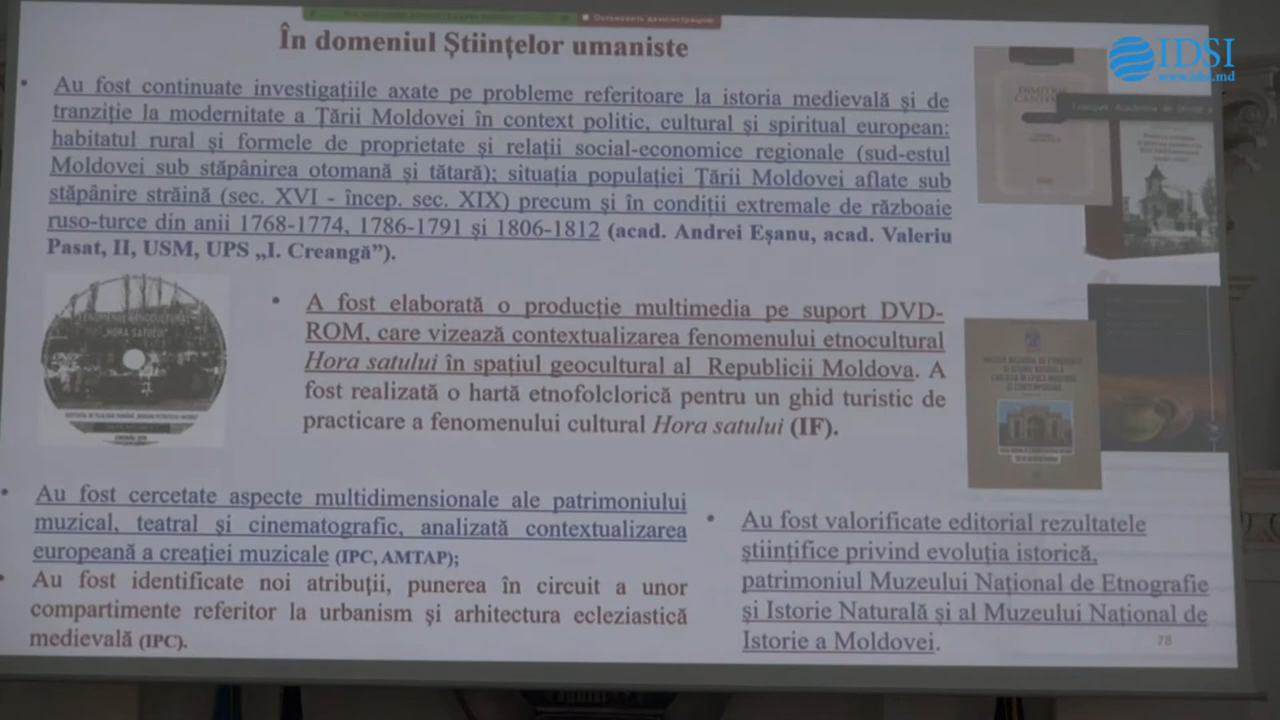 Остановить демонстрацию
În domeniul Științelor umaniste
IDSI
www.idsi.md
• Au fost continuate investigațiile axate pe probleme referitoare la istoria medievală și de
tranziție la modernitate a Țării Moldovei în context politic, cultural și spiritual european:
habitatul rural și formele de proprietate și relații social-economice regionale (sud-estul
Moldovei sub stăpânirea otomană și tătară); situația populației Țării Moldovei aflate sub
stăpânire străină (sec. XVI - încep. sec. XIX) precum și în condiții extremale de războaie
ruso-turce din anii 1768-1774, 1786-1791 și 1806-1812 (acad. Andrei Eșanu, acad. Valeriu
Pasat, II, USM, UPS „I. Creangă”).
DIMITRIE
CANTEMIR
HORA SATULUI
• A fost elaborată o producție multimedia pe suport DVD-
ROM, care vizează contextualizarea fenomenului etnocultural
Hora satului în spațiul geocultural al Republicii Moldova. A
fost realizată o hartă etnofolclorică pentru un ghid turistic de
practicare a fenomenului cultural Hora satului (IF).
• Au fost cercetate aspecte multidimensionale ale patrimoniului
muzical, teatral și cinematografic, analizată contextualizarea
europeană a creației muzicale (IPC, AMTAP);
• Au fost identificate noi atribuții, punerea în circuit a unor
compartimente referitor la urbanism și arhitectura ecleziastică
medievală (IPC).
• Au fost valorificate editorial rezultatele
științifice privind evoluția istorică,
patrimoniul Muzeului Național de Etnografie
și Istorie Naturală și al Muzeului Național de
Istorie a Moldovei.
78